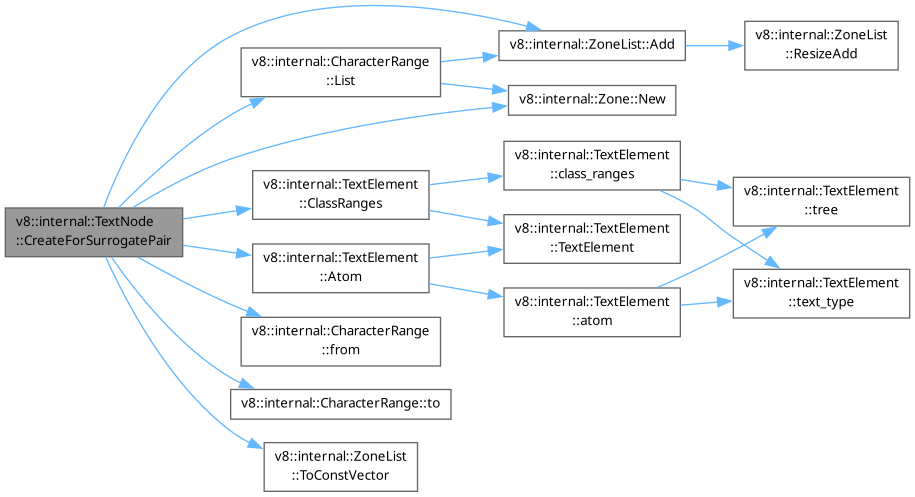 v8::internal::TextNode
::CreateForSurrogatePair
v8::internal::CharacterRange
::List
v8::internal::ZoneList::Add
v8::internal::ZoneList
::ResizeAdd
v8::internal::Zone::New
v8::internal::TextElement
::ClassRanges
v8::internal::TextElement
::class_ranges
v8::internal::TextElement
::tree
v8::internal::TextElement
::TextElement
v8::internal::TextElement
::Atom
v8::internal::TextElement
::atom
v8::internal::TextElement
::text_type
v8::internal::CharacterRange
::from
v8::internal::CharacterRange::to
v8::internal::ZoneList
::ToConstVector